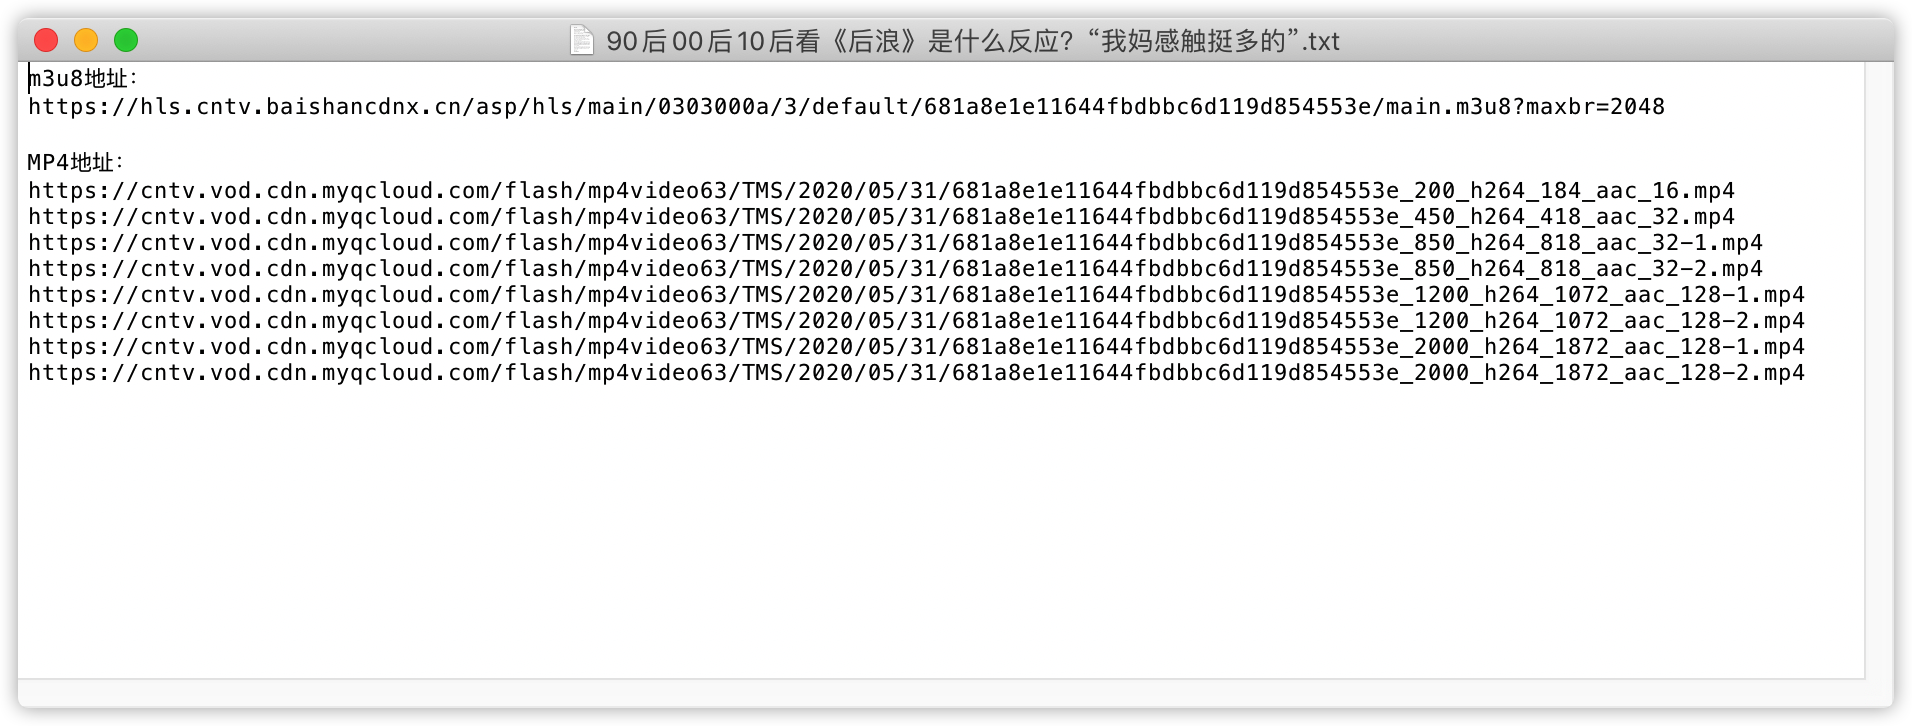 90后00后10后看《后浪》是什么反应？“我妈感触挺多的”.txt
m3u8地址：
https://hls.cntv.baishancdnx.cn/asp/hls/main/0303000a/3/default/681a8e1e11644fbdbbc6d119d854553e/main.m3u8?maxbr=2048
MP4地址：
https://cntv.vod.cdn.myqcloud.com/flash/mp4video63/TMS/2020/05/31/681a8e1e11644fbdbbc6d119d854553e_200_h264_184_aac_16.mp4
https://cntv.vod.cdn.myqcloud.com/flash/mp4video63/TMS/2020/05/31/681a8e1e11644fbdbbc6d119d854553e_450_h264_418_aac_32.mp4
https://cntv.vod.cdn.myqcloud.com/flash/mp4video63/TMS/2020/05/31/681a8e1e11644fbdbbc6d119d854553e_850_h264_818_aac_32-1.mp4
https://cntv.vod.cdn.myqcloud.com/flash/mp4video63/TMS/2020/05/31/681a8e1e11644fbdbbc6d119d854553e_850_h264_818_aac_32-2.mp4
https://cntv.vod.cdn.myqcloud.com/flash/mp4video63/TMS/2020/05/31/681a8e1e11644fbdbbc6d119d854553e_1200_h264_1072_aac_128-1.mp4
https://cntv.vod.cdn.myqcloud.com/flash/mp4video63/TMS/2020/05/31/681a8e1e11644fbdbbc6d119d854553e_1200_h264_1072_aac_128-2.mp4
https://cntv.vod.cdn.myqcloud.com/flash/mp4video63/TMS/2020/05/31/681a8e1e11644fbdbbc6d119d854553e_2000_h264_1872_aac_128-1.mp4
https://cntv.vod.cdn.myqcloud.com/flash/mp4video63/TMS/2020/05/31/681a8e1e11644fbdbbc6d119d854553e_2000_h264_1872_aac_128-2.mp4